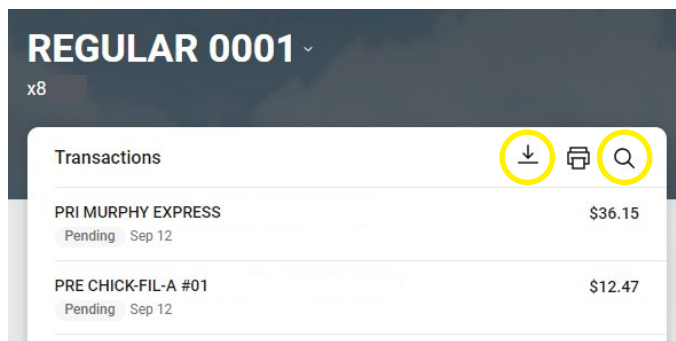 REGULAR 0001
x8
Transactions
PRI MURPHY EXPRESS
$36.15
Pending Sep 12
PRE CHICK-FIL-A #01
$12.47
Pending Sep 12